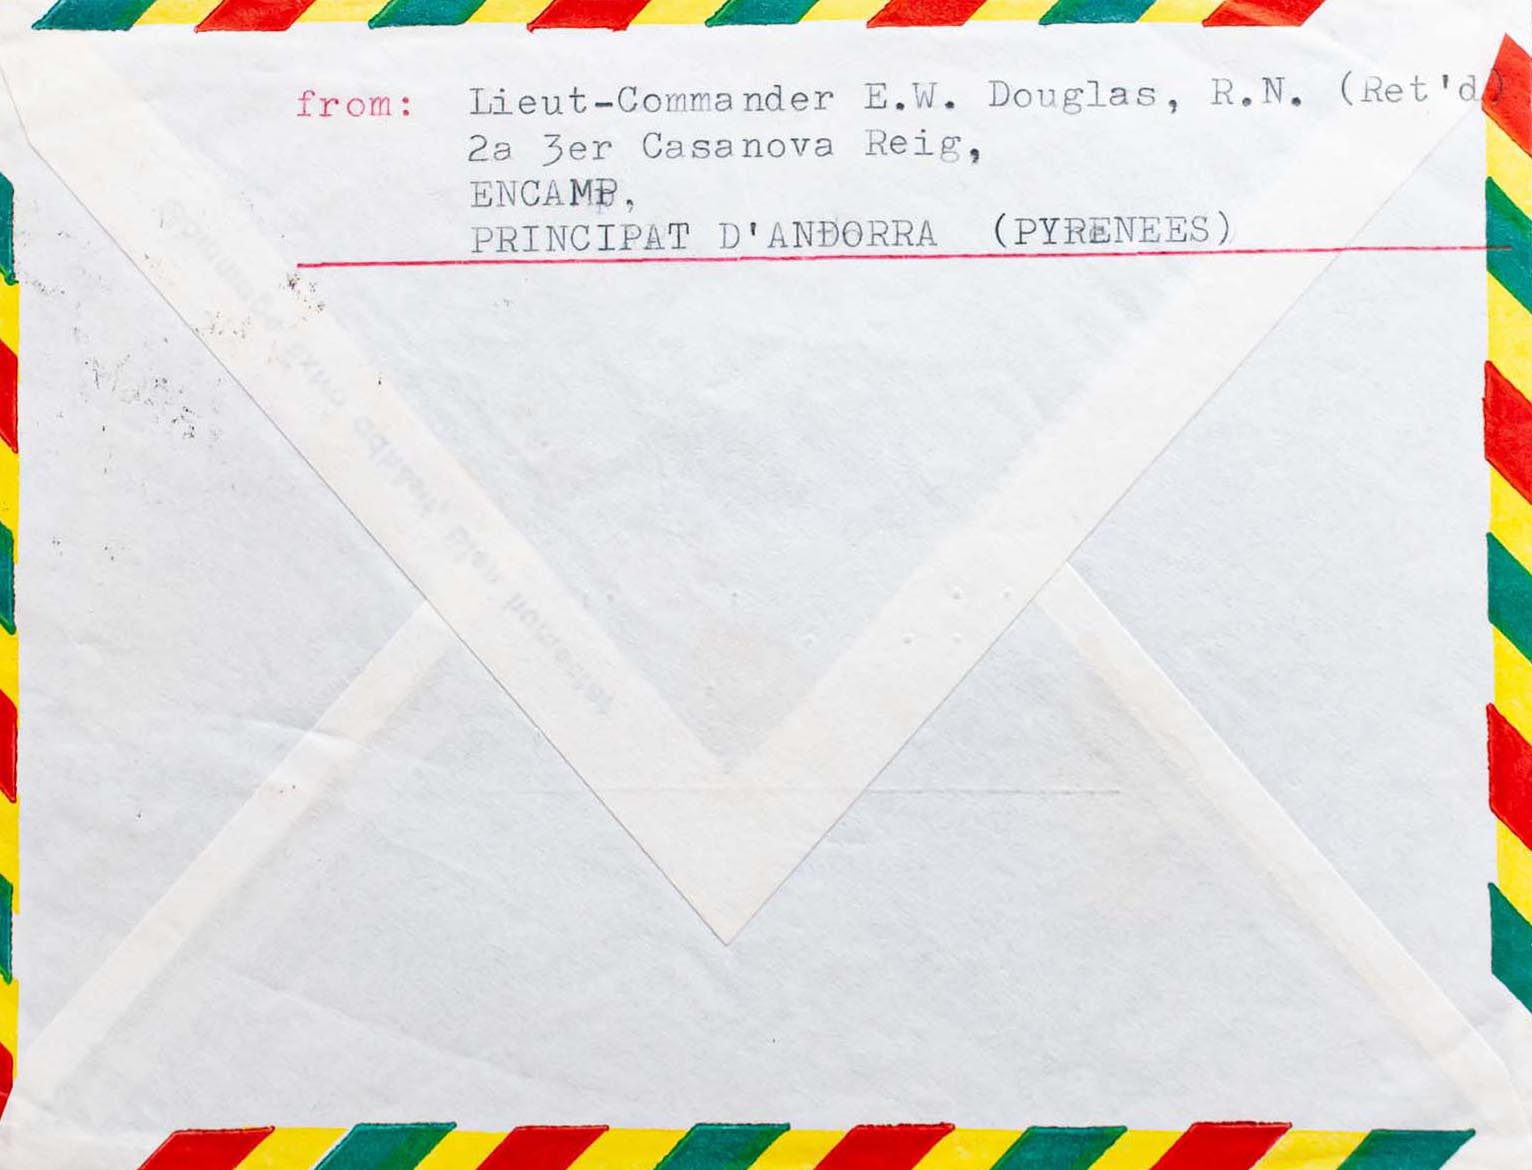 from: Lieut-Commander E.W. Douglas, R.N. (Ret'd)
2a 3er Casanova Reig,
ENCAMP,
PRINCIPAT D'ANDORRA (PYRENEES)